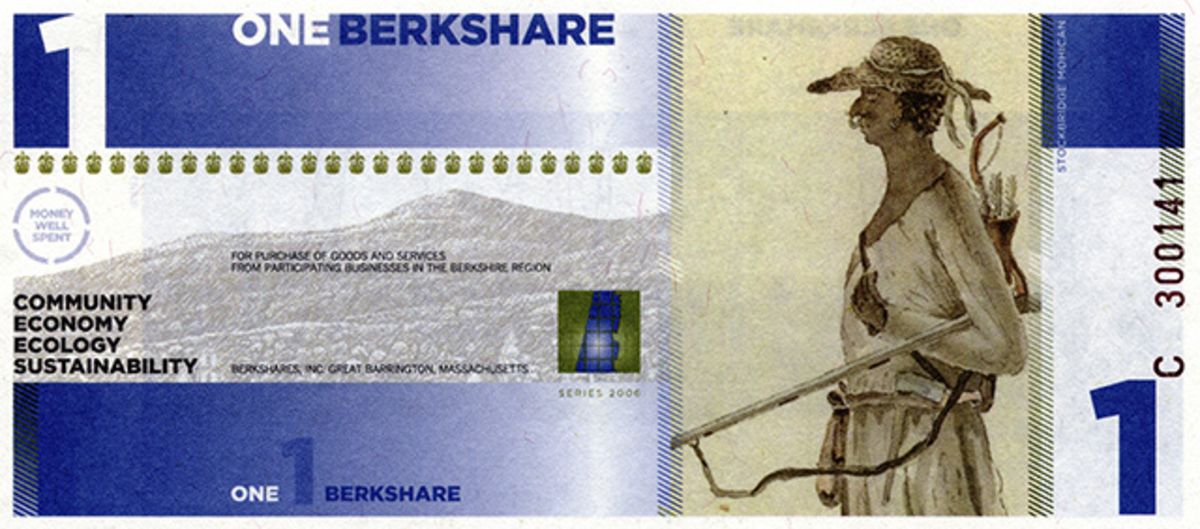 1
ONE BERKSHARE
MONEY
WELL
SPENT
FOR PURCHASE OF GOODS AND SERVICES
FROM PARTICIPATING BUSINESSES IN THE BERKSHIRE REGION
COMMUNITY
ECONOMY
ECOLOGY
SUSTAINABILITY
BERKSHARES, INC. GREAT BARRINGTON, MASSACHUSETTS
SERIES 2006
ONE 1 BERKSHARE
STOCKBRIDGE MOHICAN
C 300141
1